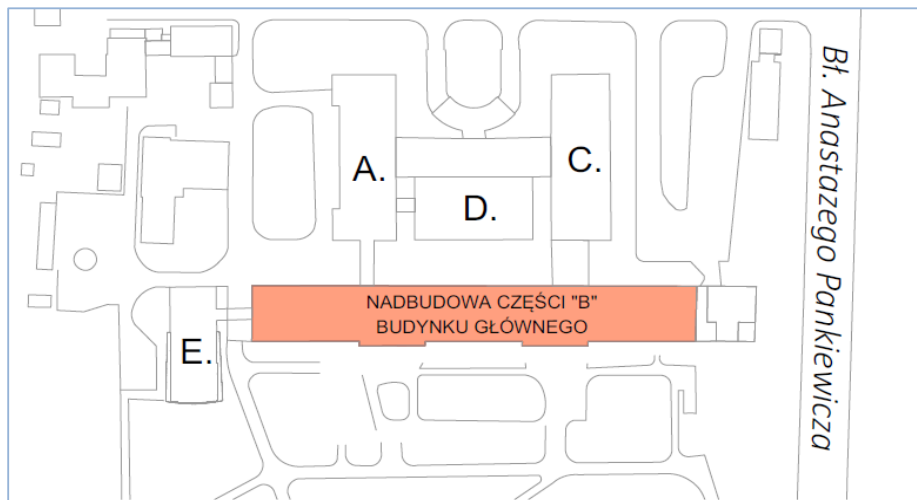 A.
C.
D.
NADBUDOWA CZĘŚCI "B"
BUDYNKU GŁÓWNEGO
E.
Bł. Anastazego Pankiewicza